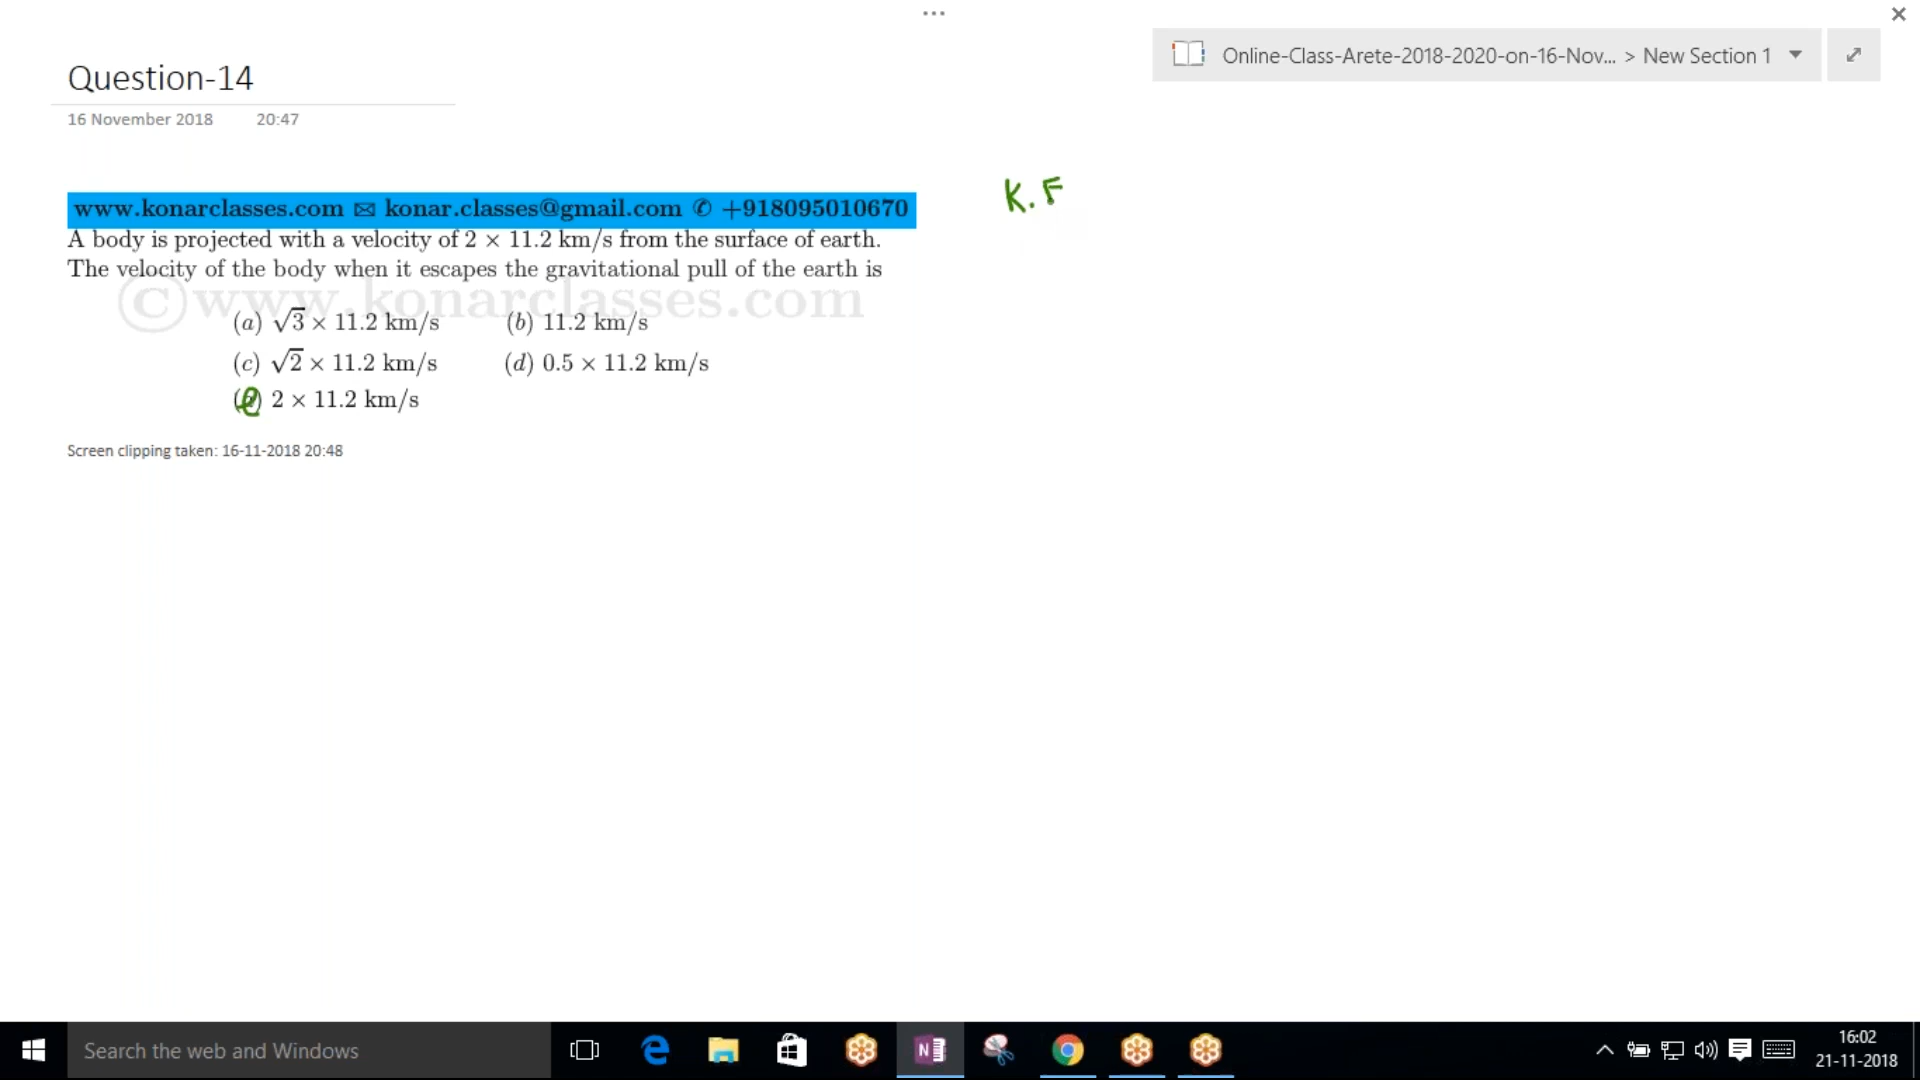 Online-Class-Arete-2018-2020-on-16-Nov... > New Section 1
Question-14
16 November 2018 20:47
K.F
www.konarclasses.com ✉ konar.classes@gmail.com ✆ +918095010670
A body is projected with a velocity of 2 × 11.2 km/s from the surface of earth.
The velocity of the body when it escapes the gravitational pull of the earth is
©www.konarclasses.com
(a) √3 × 11.2 km/s (b) 11.2 km/s
(c) √2 × 11.2 km/s (d) 0.5 × 11.2 km/s
(e) 2 × 11.2 km/s
Screen clipping taken: 16-11-2018 20:48
Search the web and Windows
16:02
21-11-2018